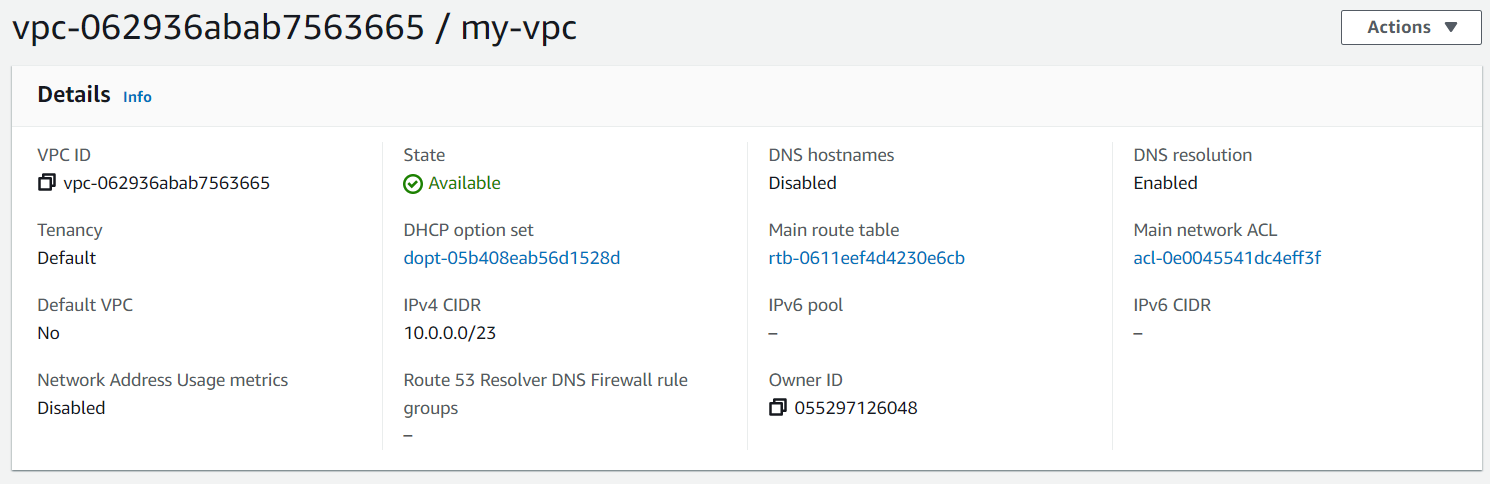 vpc-062936abab7563665 / my-vpc
Actions
Details Info
VPC ID
vpc-062936abab7563665
State
Available
DNS hostnames
Disabled
DNS resolution
Enabled
Tenancy
Default
DHCP option set
dopt-05b408eab56d1528d
Main route table
rtb-0611eef4d4230e6cb
Main network ACL
acl-0e0045541dc4eff3f
Default VPC
No
IPv4 CIDR
10.0.0.0/23
IPv6 pool
–
IPv6 CIDR
–
Network Address Usage metrics
Disabled
Route 53 Resolver DNS Firewall rule
groups
–
Owner ID
055297126048